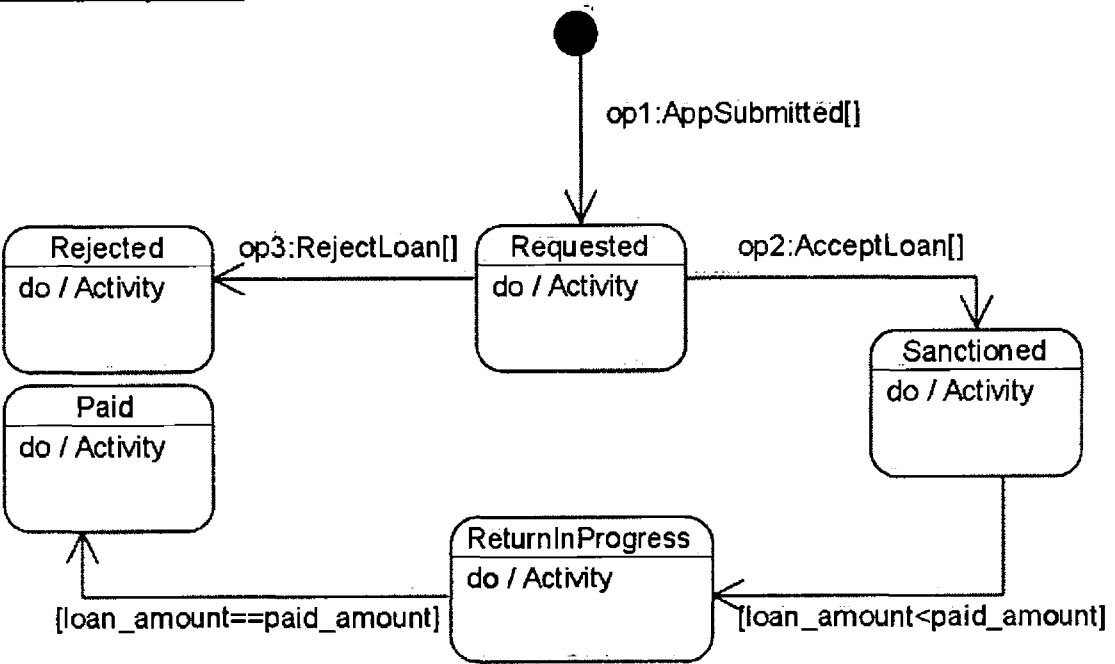 op1:AppSubmitted[]
Rejected
do / Activity
op3:RejectLoan[]
Requested
do / Activity
op2:AcceptLoan[]
Sanctioned
do / Activity
Paid
do / Activity
ReturnInProgress
do / Activity
[loan_amount==paid_amount]
[loan_amount<paid_amount]